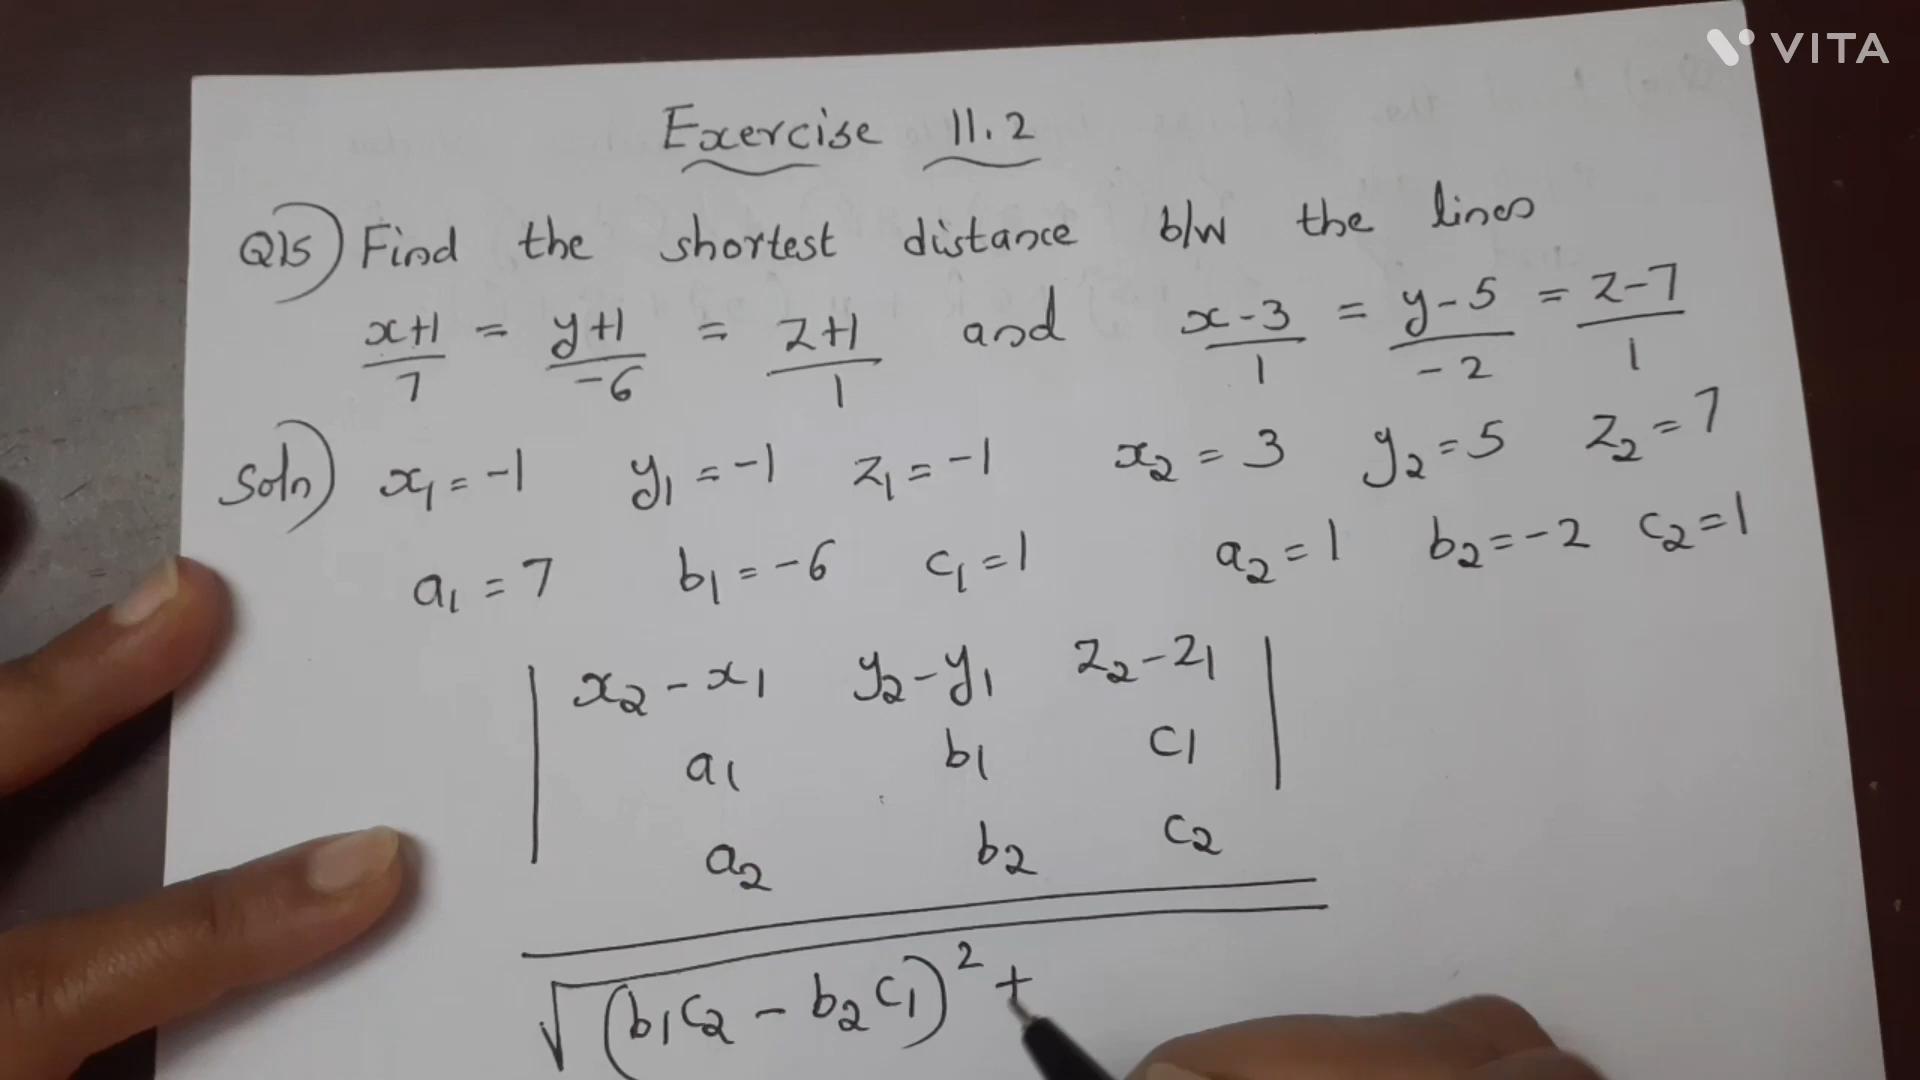 VITA
Exercise 11.2
Q15) Find the shortest distance b/w the lines
x+1/7 = y+1/-6 = z+1/1 and x-3/1 = y-5/-2 = z-7/1
Soln) x₁ = -1 y₁ = -1 z₁ = -1 x₂ = 3 y₂ = 5 z₂ = 7
a₁ = 7 b₁ = -6 c₁ = 1 a₂ = 1 b₂ = -2 c₂ = 1
| x₂ - x₁ y₂ - y₁ z₂ - z₁ |
a₁ b₁ c₁
a₂ b₂ c₂
√(b₁c₂ - b₂c₁)² +